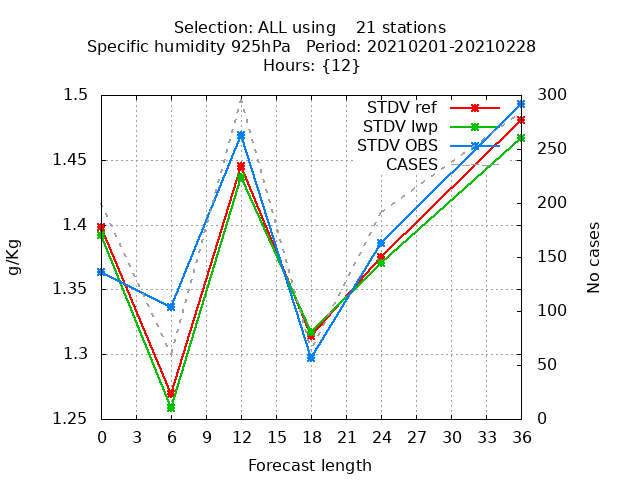 Selection: ALL using    21 stations
Specific humidity 925hPa   Period: 20210201-20210228
Hours: {12}
STDV ref
STDV lwp
STDV OBS
CASES
1.5
1.45
1.4
1.35
1.3
1.25
g/Kg
300
250
200
150
100
50
0
No cases
0 3 6 9 12 15 18 21 24 27 30 33 36
Forecast length